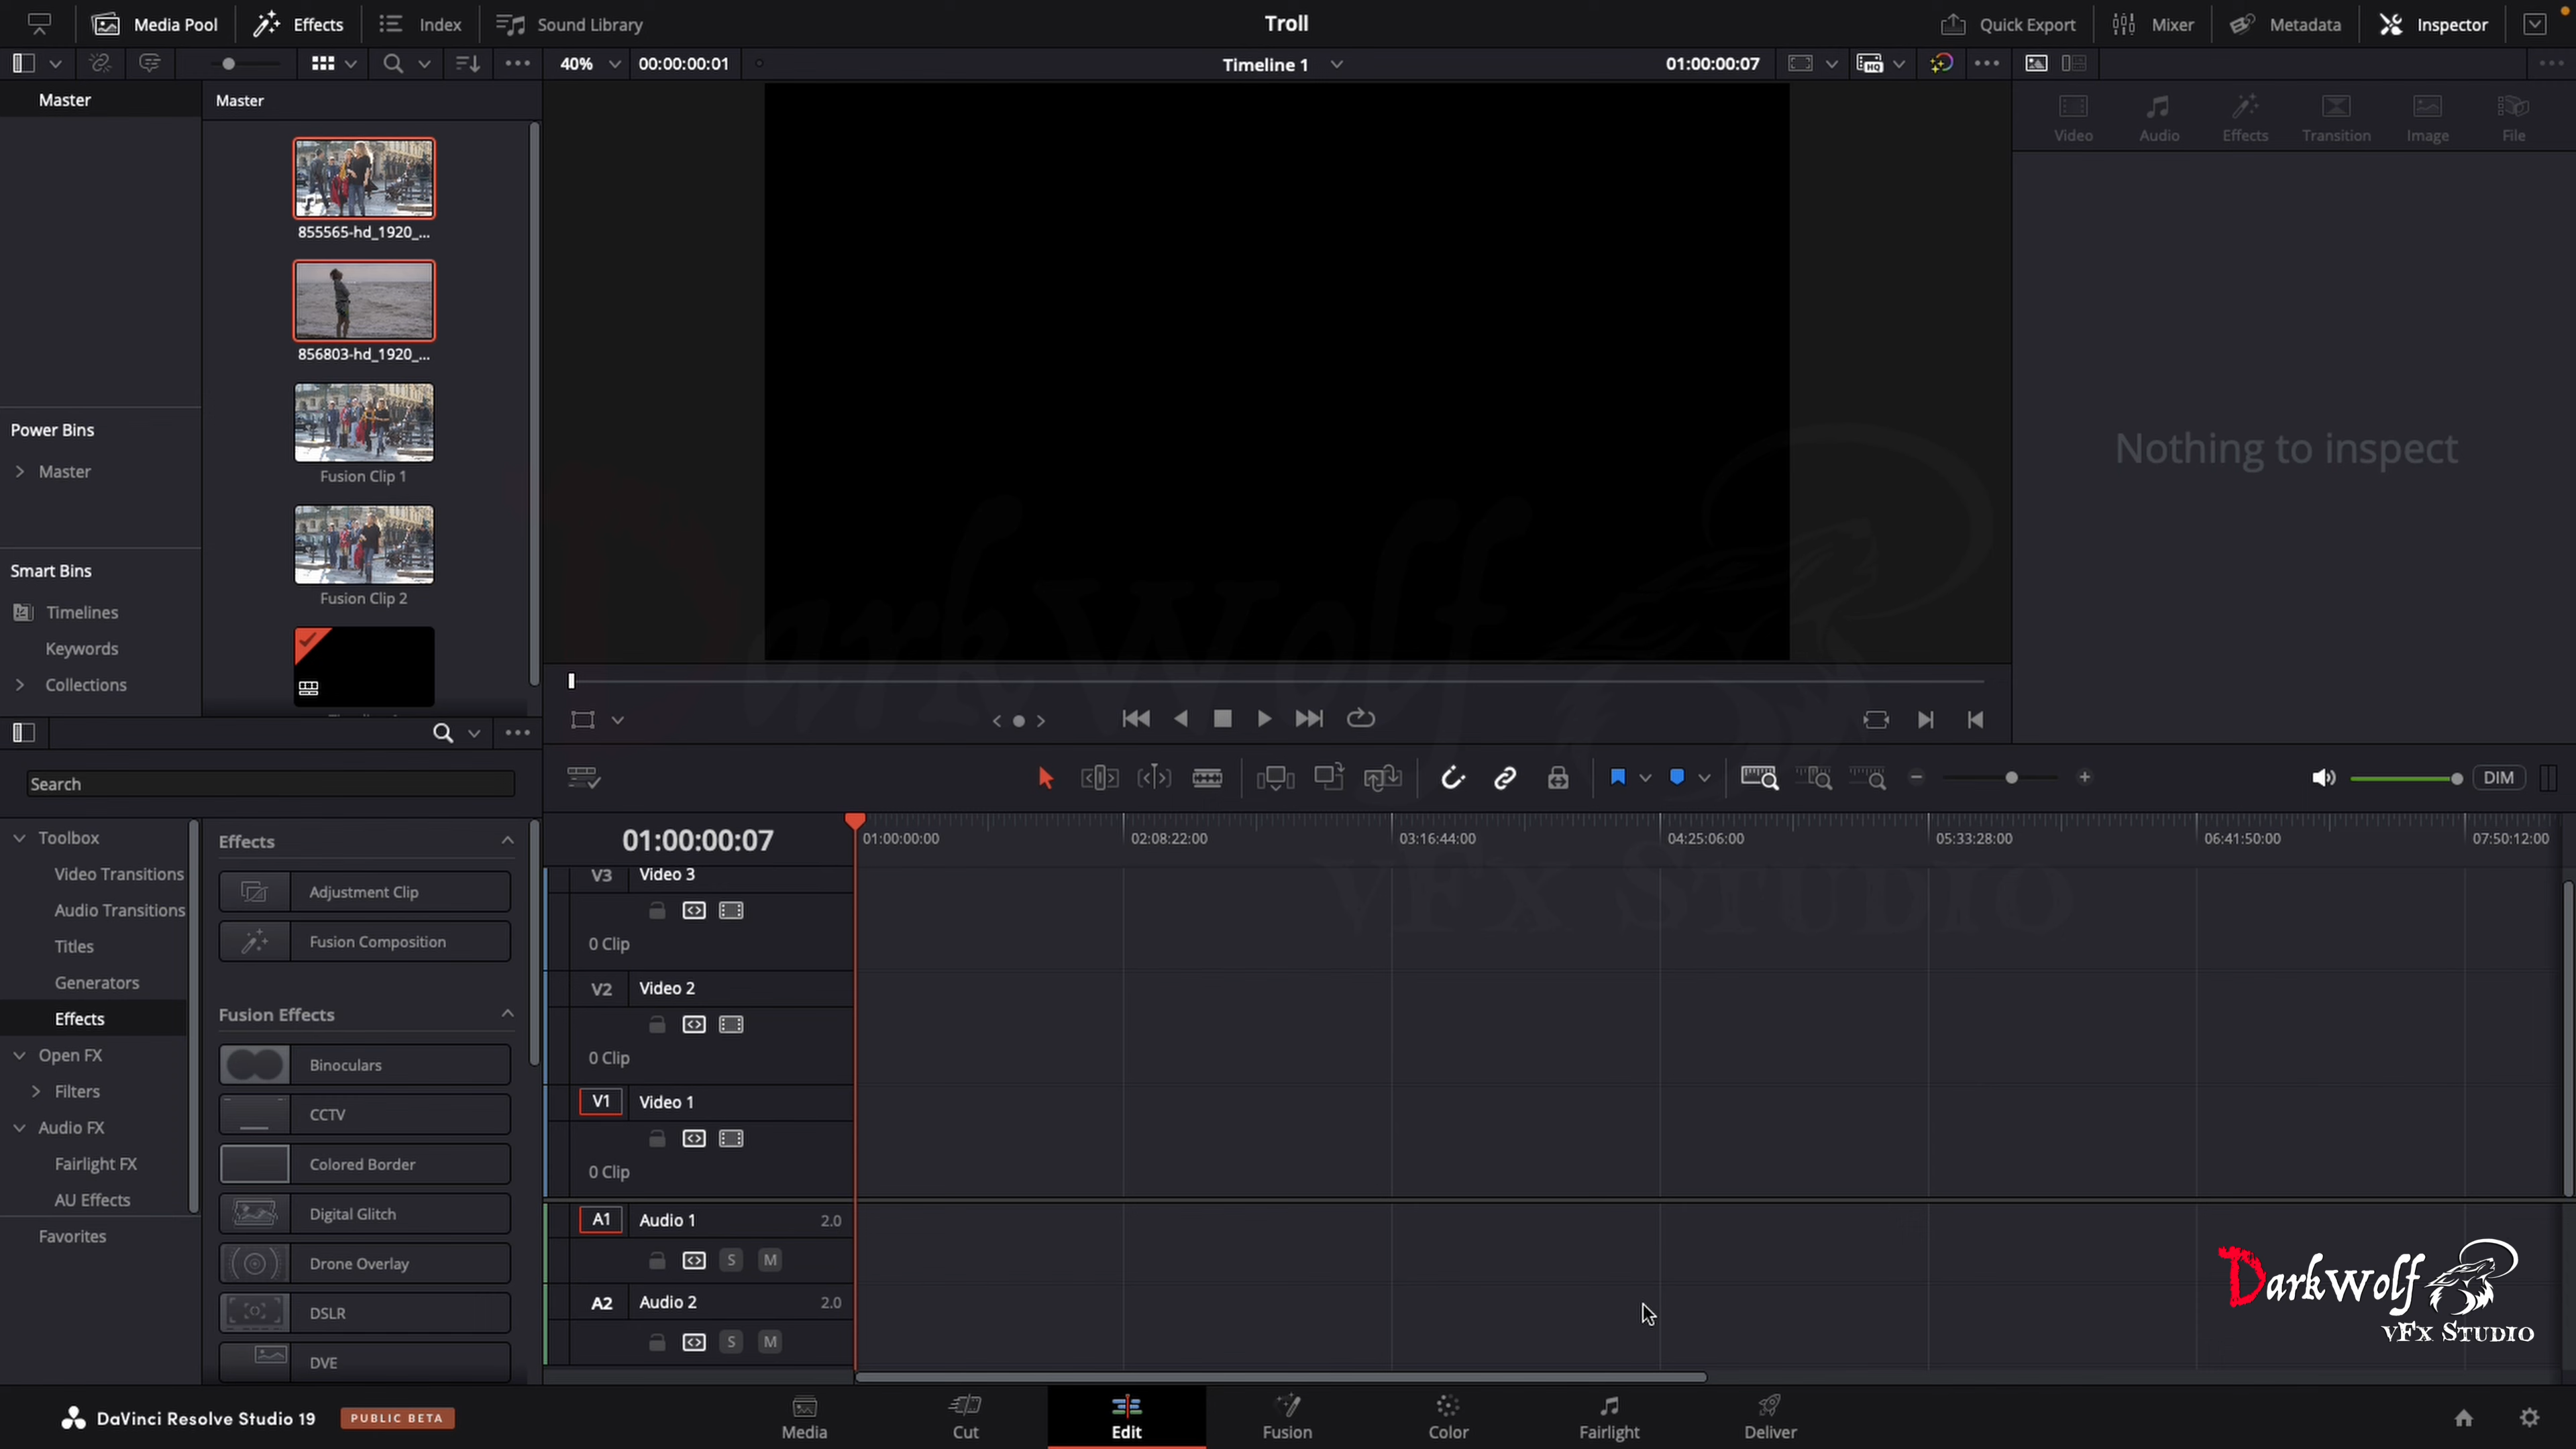 Media Pool
Effects
Index
Sound Library
Troll
Quick Export
Mixer
Metadata
Inspector
40%
00:00:00:01
Timeline 1
01:00:00:07
HQ
Master
Master
855565-hd_1920_...
856803-hd_1920_...
Fusion Clip 1
Fusion Clip 2
Power Bins
Master
Smart Bins
Timelines
Keywords
Collections
Video
Audio
Effects
Transition
Image
File
Nothing to inspect
DarkWolf
vFx Studio
DIM
Search
Toolbox
Video Transitions
Audio Transitions
Titles
Generators
Effects
Open FX
Filters
Audio FX
Fairlight FX
AU Effects
Favorites
Effects
Adjustment Clip
Fusion Composition
Fusion Effects
Binoculars
CCTV
Colored Border
Digital Glitch
Drone Overlay
DSLR
DVE
01:00:00:07
01:00:00:00
02:08:22:00
03:16:44:00
04:25:06:00
05:33:28:00
06:41:50:00
07:50:12:00
V3 Video 3
0 Clip
V2 Video 2
0 Clip
V1 Video 1
0 Clip
A1 Audio 1 2.0
S M
A2 Audio 2 2.0
S M
DarkWolf
vFx Studio
DaVinci Resolve Studio 19
PUBLIC BETA
Media
Cut
Edit
Fusion
Color
Fairlight
Deliver